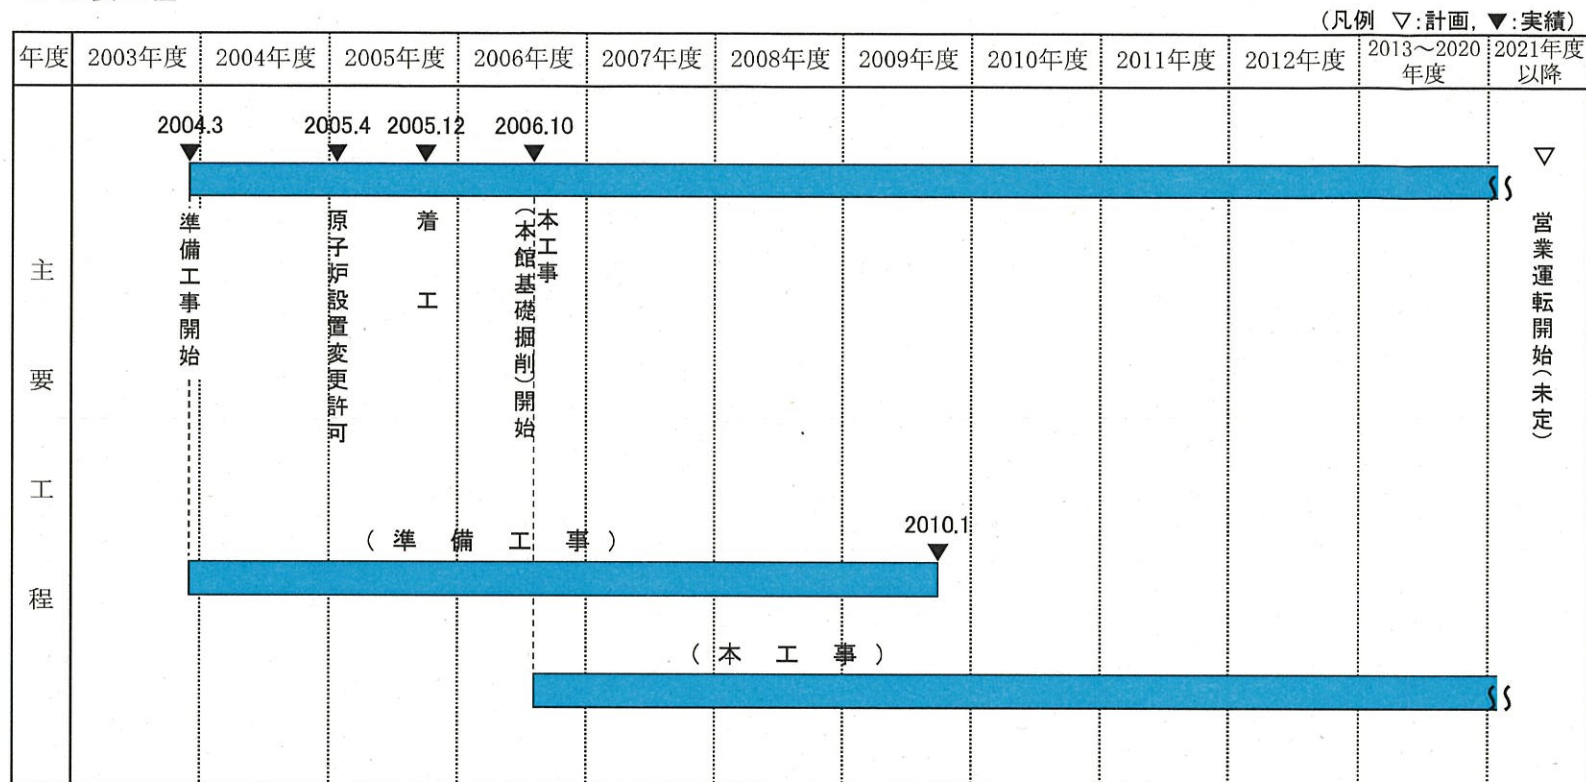 (凡例 ▽:計画, ▼:実績)
年度 2003年度 2004年度 2005年度 2006年度 2007年度 2008年度 2009年度 2010年度 2011年度 2012年度 2013〜2020年度 2021年度以降
2004.3 2005.4 2005.12 2006.10
▼ ▼ ▼ ▼ ▽
主要工程
準備工事開始
原子炉設置変更許可
着工
本工事
(本館基礎掘削)開始
営業運転開始(未定)
(準備工事)
2010.1
▼
(本工事)